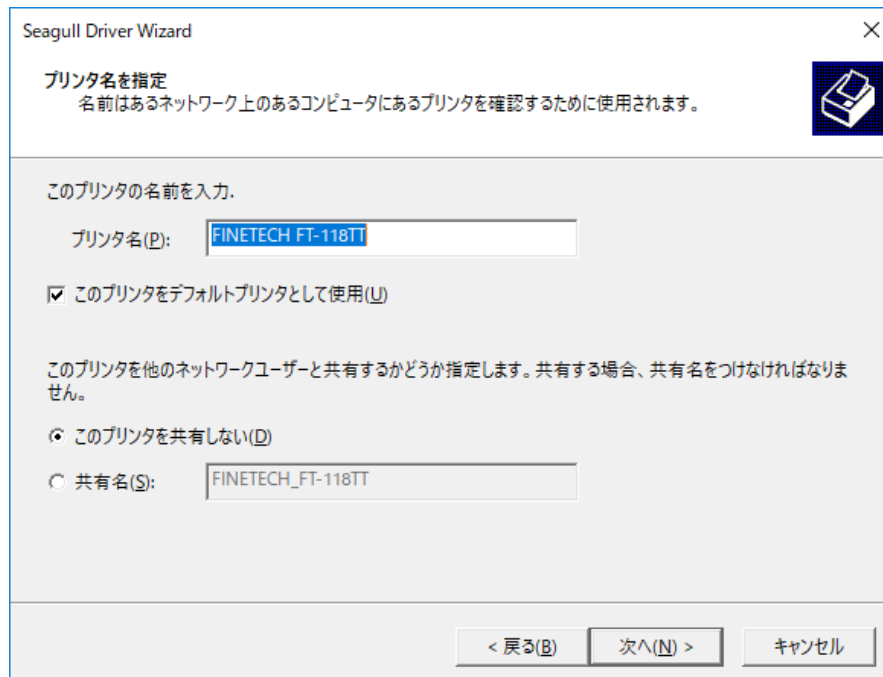 Seagull Driver Wizard
プリンタ名を指定
名前はあるネットワーク上のあるコンピュータにあるプリンタを確認するために使用されます。
このプリンタの名前を入力.
プリンタ名(P): FINETECH FT-118TT
このプリンタをデフォルトプリンタとして使用(U)
このプリンタを他のネットワークユーザーと共有するかどうか指定します。共有する場合、共有名をつけなければなりま
せん。
このプリンタを共有しない(D)
共有名(S): FINETECH_FT-118TT
< 戻る(B) 次へ(N) > キャンセル